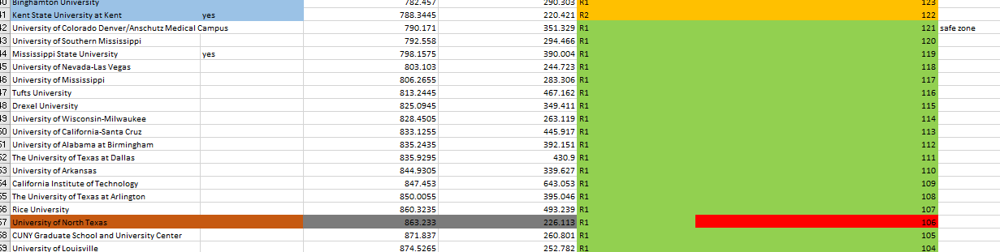 Binghamton University 782.457 290.303 R1 123
41 Kent State University at Kent yes 788.3445 220.421 R2 122
42 University of Colorado Denver/Anschutz Medical Campus 790.171 351.329 R1 121 safe zone
43 University of Southern Mississippi 792.558 294.466 R1 120
44 Mississippi State University yes 798.1575 390.004 R1 119
45 University of Nevada-Las Vegas 803.103 244.723 R1 118
46 University of Mississippi 806.2655 283.306 R1 117
47 Tufts University 813.2445 467.162 R1 116
48 Drexel University 825.0945 349.411 R1 115
49 University of Wisconsin-Milwaukee 828.4505 263.119 R1 114
50 University of California-Santa Cruz 833.1255 445.917 R1 113
51 University of Alabama at Birmingham 835.2435 392.151 R1 112
52 The University of Texas at Dallas 835.9295 430.9 R1 111
53 University of Arkansas 844.9305 339.627 R1 110
54 California Institute of Technology 847.453 643.053 R1 109
55 The University of Texas at Arlington 850.0055 395.046 R1 108
56 Rice University 860.3235 493.239 R1 107
57 University of North Texas 863.233 226.113 R1 106
58 CUNY Graduate School and University Center 871.837 260.801 R1 105
59 University of Louisville 874.5265 252.782 R1 104